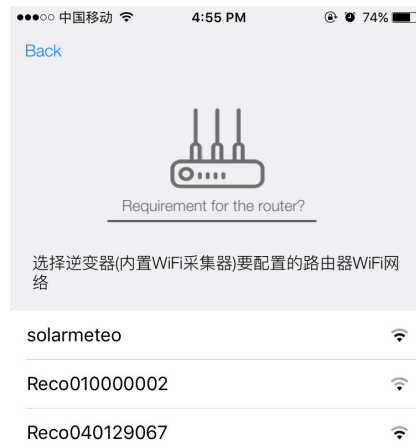 中国移动 4:55 PM 74%
Back
Requirement for the router?
选择逆变器(内置WiFi采集器)要配置的路由器WiFi网
络
solarmeteo
Reco010000002
Reco040129067